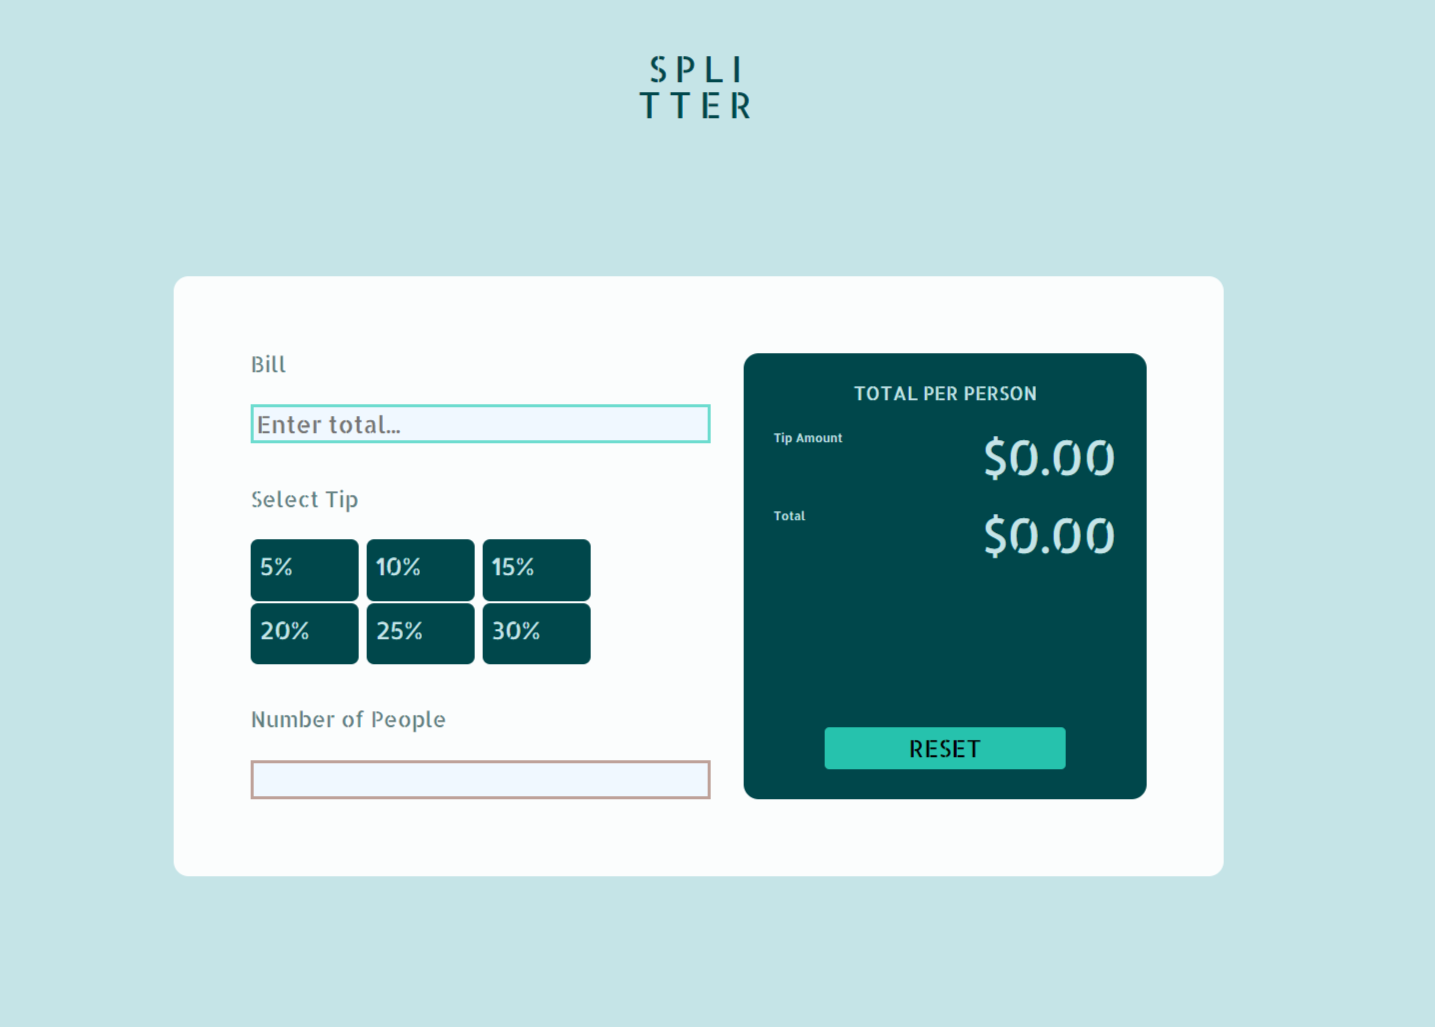 SPLI
TTER
Bill
Enter total...
Select Tip
5% 10% 15%
20% 25% 30%
Number of People
TOTAL PER PERSON
Tip Amount $0.00
Total $0.00
RESET